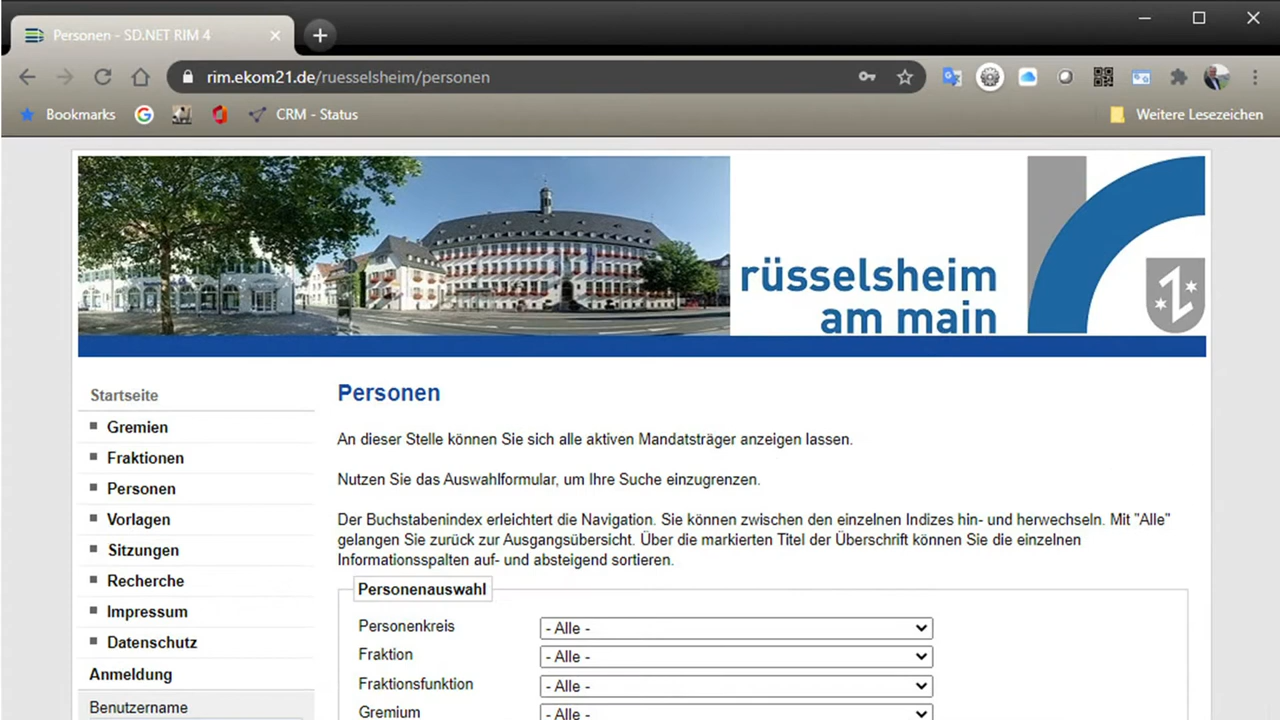 Personen - SD.NET RIM 4
rim.ekom21.de/ruesselsheim/personen
Bookmarks
CRM - Status
Weitere Lesezeichen
rüsselsheim
am main
Startseite
Gremien
Fraktionen
Personen
Vorlagen
Sitzungen
Recherche
Impressum
Datenschutz
Anmeldung
Benutzername
Personen
An dieser Stelle können Sie sich alle aktiven Mandatsträger anzeigen lassen.
Nutzen Sie das Auswahlformular, um Ihre Suche einzugrenzen.
Der Buchstabenindex erleichtert die Navigation. Sie können zwischen den einzelnen Indizes hin- und herwechseln. Mit "Alle"
gelangen Sie zurück zur Ausgangsübersicht. Über die markierten Titel der Überschrift können Sie die einzelnen
Informationsspalten auf- und absteigend sortieren.
Personenauswahl
Personenkreis - Alle -
Fraktion - Alle -
Fraktionsfunktion - Alle -
Gremium - Alle -